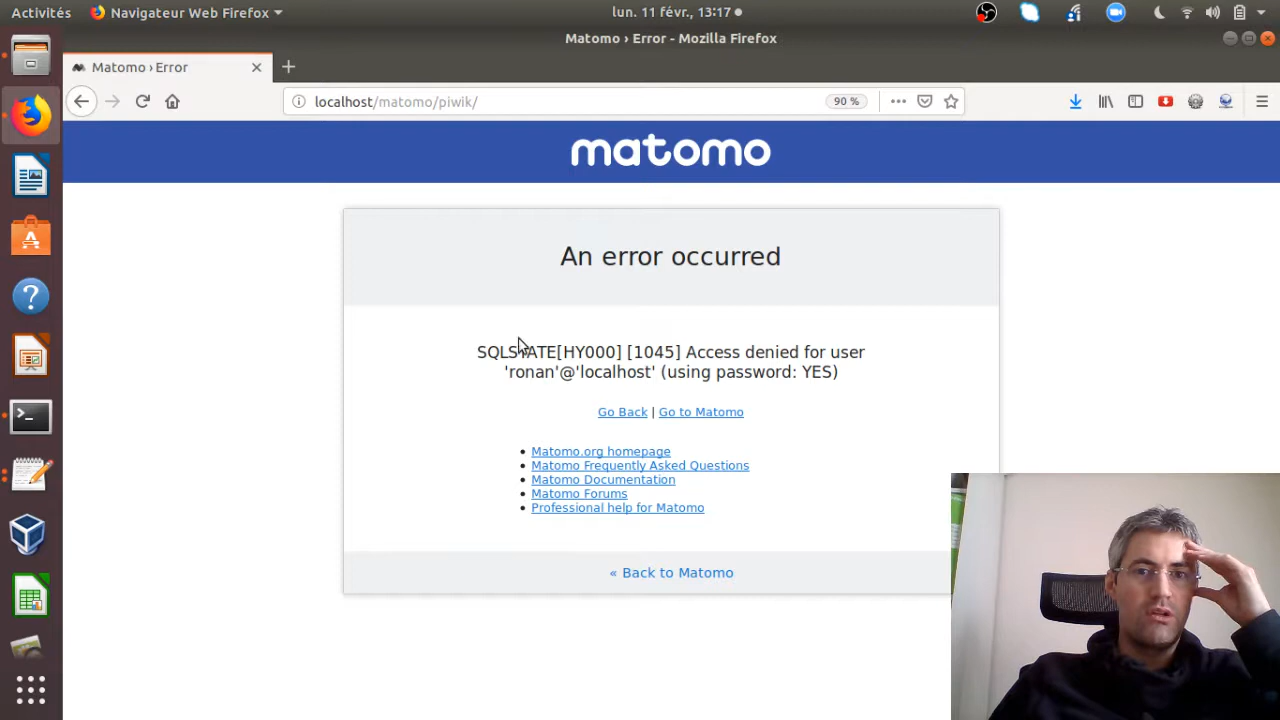 Activités
Navigateur Web Firefox
lun. 11 févr., 13:17
Matomo › Error - Mozilla Firefox
Matomo › Error
localhost/matomo/piwik/
90 %
matomo
An error occurred
SQLSTATE[HY000] [1045] Access denied for user
'ronan'@'localhost' (using password: YES)
Go Back | Go to Matomo
Matomo.org homepage
Matomo Frequently Asked Questions
Matomo Documentation
Matomo Forums
Professional help for Matomo
« Back to Matomo